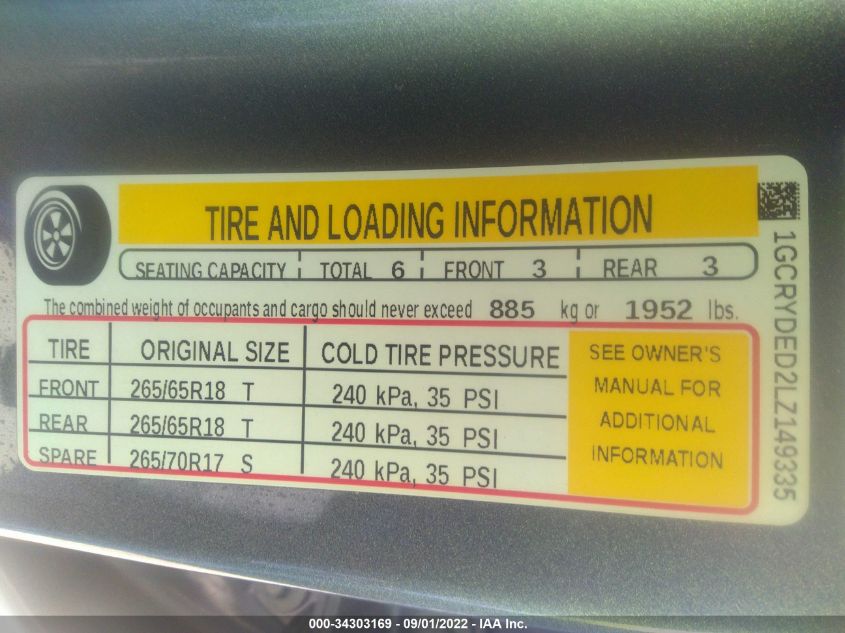 TIRE AND LOADING INFORMATION
SEATING CAPACITY TOTAL 6 FRONT 3 REAR 3
The combined weight of occupants and cargo should never exceed 885 kg or 1952 lbs.
TIRE ORIGINAL SIZE COLD TIRE PRESSURE
FRONT 265/65R18 T 240 kPa, 35 PSI
REAR 265/65R18 T 240 kPa, 35 PSI
SPARE 265/70R17 S 240 kPa, 35 PSI
SEE OWNER'S
MANUAL FOR
ADDITIONAL
INFORMATION
1GCRYDED2LZ149335
000-34303169 - 09/01/2022 - IAA Inc.